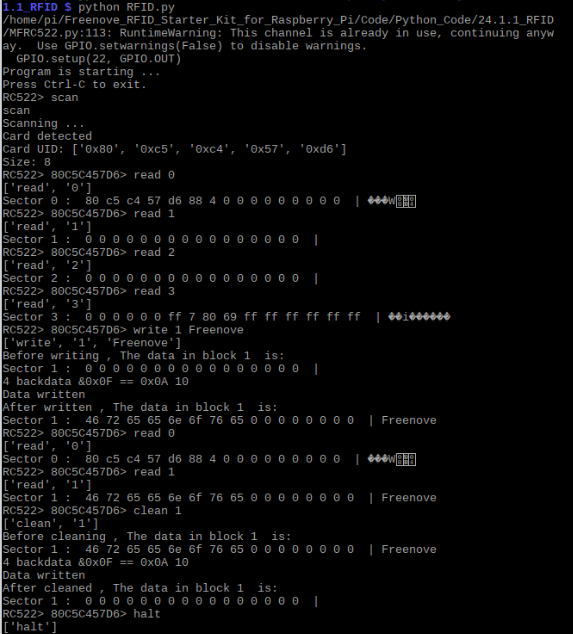 1.1_RFID $ python RFID.py
/home/pi/Freenove_RFID_Starter_Kit_for_Raspberry_Pi/Code/Python_Code/24.1.1_RFID
/MFRC522.py:113: RuntimeWarning: This channel is already in use, continuing anyw
ay.  Use GPIO.setwarnings(False) to disable warnings.
  GPIO.setup(22, GPIO.OUT)
Program is starting ...
Press Ctrl-C to exit.
RC522> scan
scan
Scanning ...
Card detected
Card UID: ['0x80', '0xc5', '0xc4', '0x57', '0xd6']
Size: 8
RC522> 80C5C457D6> read 0
['read', '0']
Sector 0 :  80 c5 c4 57 d6 88 4 0 0 0 0 0 0 0 0 0  | ���W
RC522> 80C5C457D6> read 1
['read', '1']
Sector 1 :  0 0 0 0 0 0 0 0 0 0 0 0 0 0 0 0  |
RC522> 80C5C457D6> read 2
['read', '2']
Sector 2 :  0 0 0 0 0 0 0 0 0 0 0 0 0 0 0 0  |
RC522> 80C5C457D6> read 3
['read', '3']
Sector 3 :  0 0 0 0 0 0 ff 7 80 69 ff ff ff ff ff ff  | ��i������
RC522> 80C5C457D6> write 1 Freenove
['write', '1', 'Freenove']
Before writing , The data in block 1  is:
Sector 1 :  0 0 0 0 0 0 0 0 0 0 0 0 0 0 0 0  |
4 backdata &0x0F == 0x0A 10
Data written
After written , The data in block 1  is:
Sector 1 :  46 72 65 65 6e 6f 76 65 0 0 0 0 0 0 0 0  | Freenove
RC522> 80C5C457D6> read 0
['read', '0']
Sector 0 :  80 c5 c4 57 d6 88 4 0 0 0 0 0 0 0 0 0  | ���W
RC522> 80C5C457D6> read 1
['read', '1']
Sector 1 :  46 72 65 65 6e 6f 76 65 0 0 0 0 0 0 0 0  | Freenove
RC522> 80C5C457D6> clean 1
['clean', '1']
Before cleaning , The data in block 1  is:
Sector 1 :  46 72 65 65 6e 6f 76 65 0 0 0 0 0 0 0 0  | Freenove
4 backdata &0x0F == 0x0A 10
Data written
After cleaned , The data in block 1  is:
Sector 1 :  0 0 0 0 0 0 0 0 0 0 0 0 0 0 0 0  |
RC522> 80C5C457D6> halt
['halt']